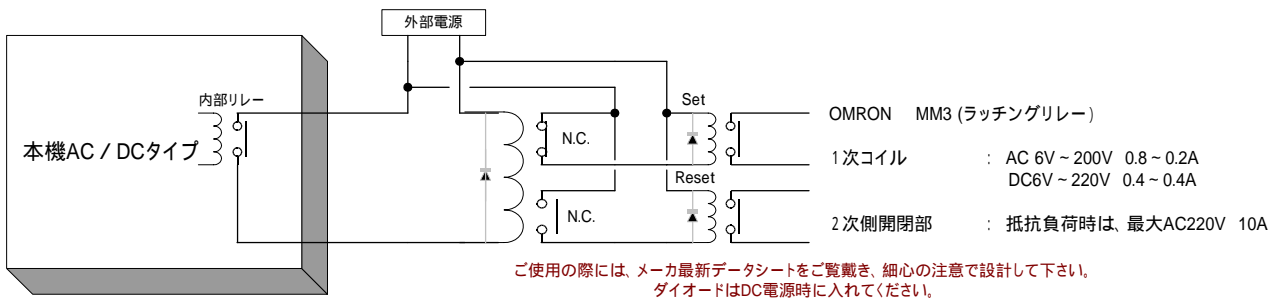 外部電源
内部リレー
本機AC / DCタイプ
N.C.
N.C.
Set
Reset
OMRON MM3 (ラッチングリレー)
1次コイル : AC 6V ~ 200V 0.8 ~ 0.2A
DC6V ~ 220V 0.4 ~ 0.4A
2次側開閉部 : 抵抗負荷時は、最大AC220V 10A
ご使用の際には、メーカ最新データシートをご覧戴き、細心の注意で設計して下さい。
ダイオードはDC電源時に入れてください。